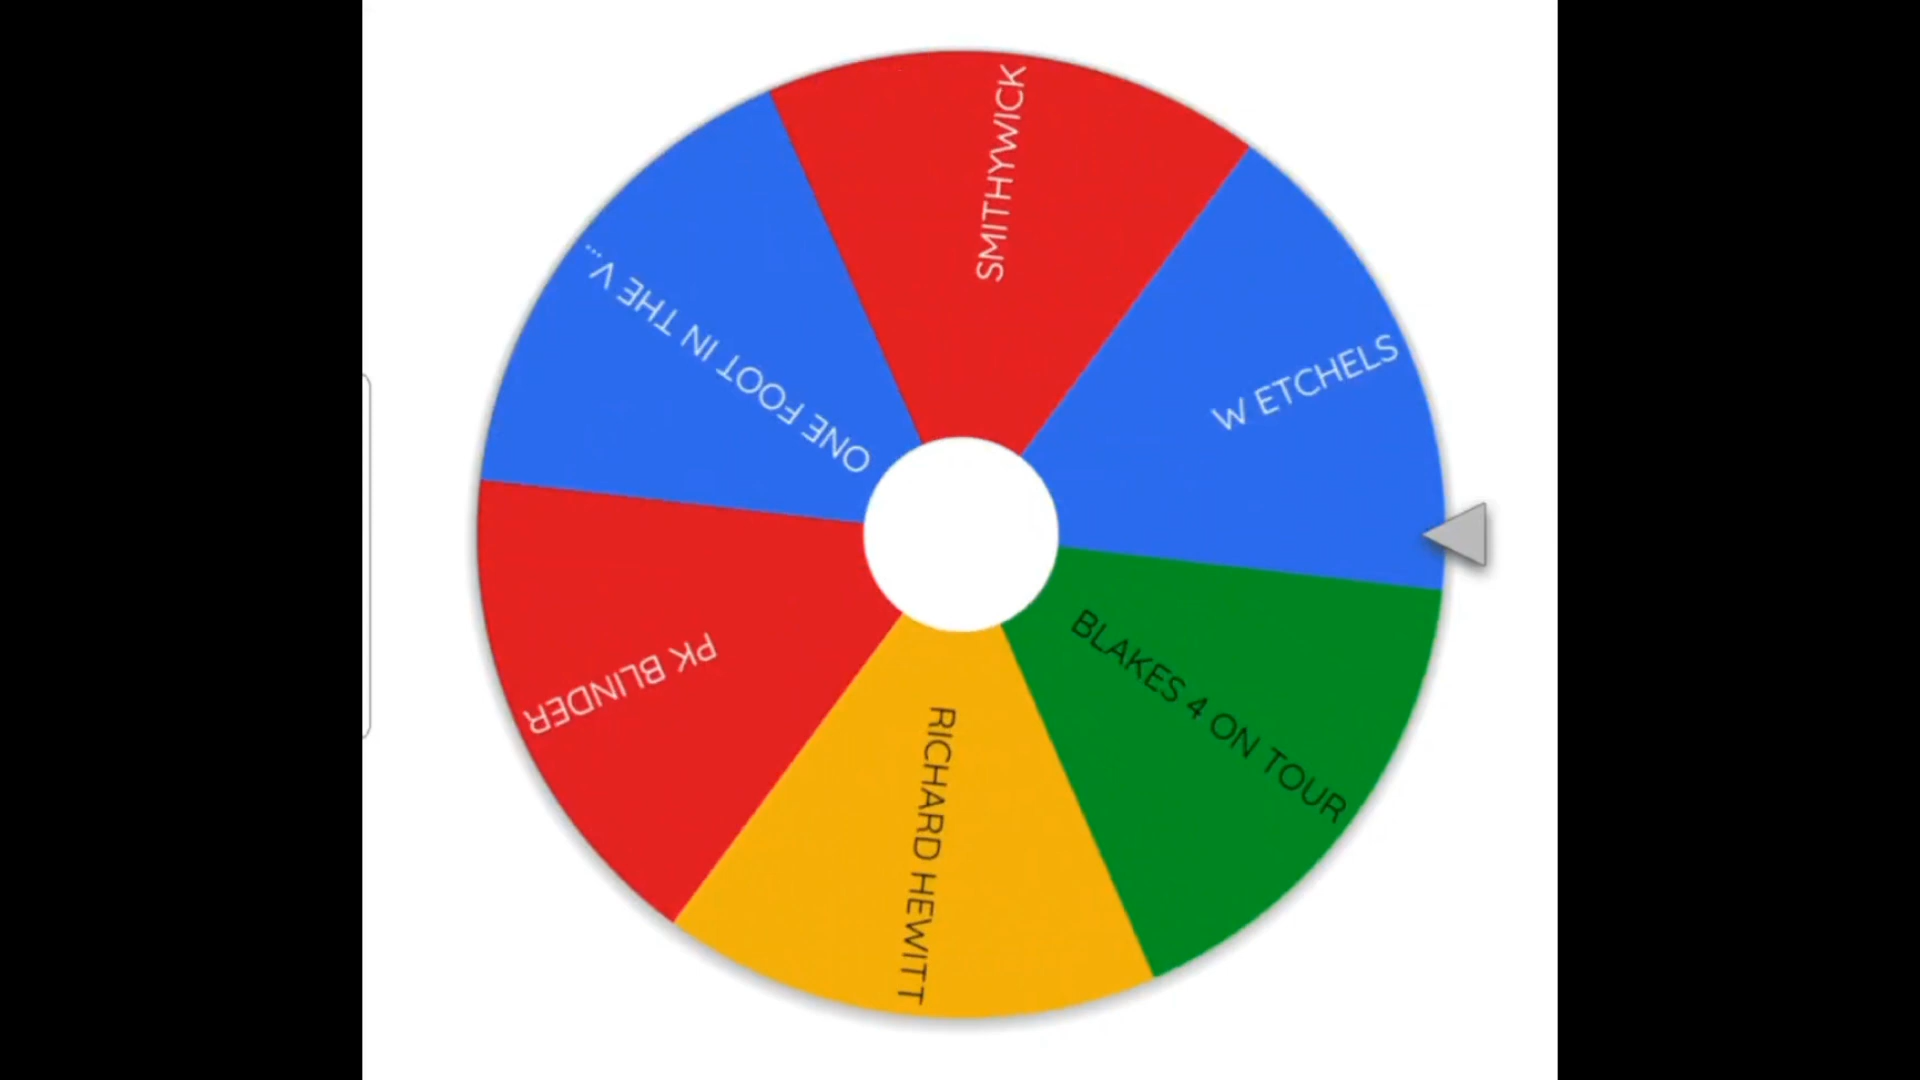 SMITHYWICK
W ETCHELS
BLAKES 4 ON TOUR
RICHARD HEWITT
PK BLINDER
ONE FOOT IN THE V...